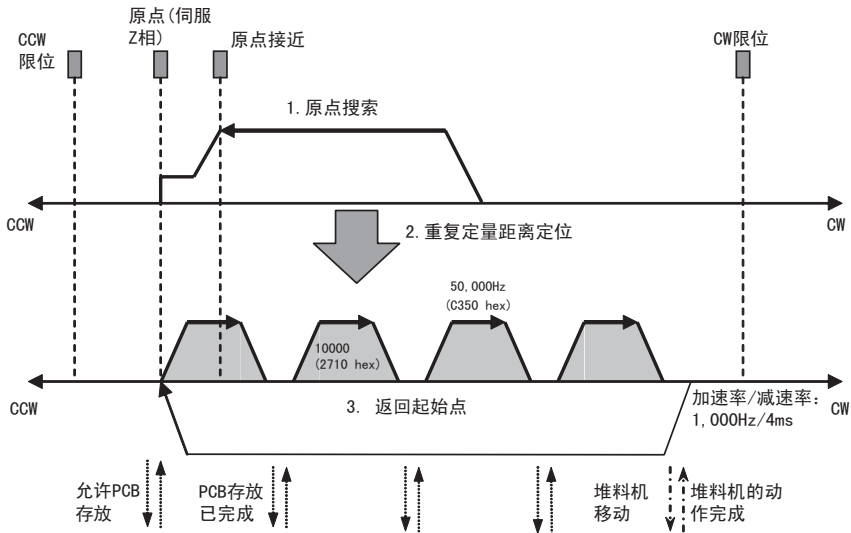 CCW
限位
原点(伺服
Z相)
原点接近
CW限位
1.原点搜索
CCW
CW
2.重复定量距离定位
50,000Hz
(C350 hex)
10000
(2710 hex)
CCW
3. 返回起始点
加速率/减速率：
1,000Hz/4ms
CW
允许PCB
存放
PCB存放
已完成
堆料机
移动
堆料机的动
作完成